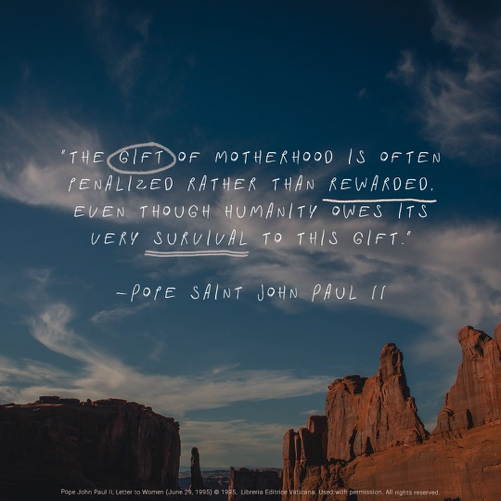 "THE GIFT OF MOTHERHOOD IS OFTEN
PENALIZED RATHER THAN REWARDED,
EVEN THOUGH HUMANITY OWES ITS
VERY SURVIVAL TO THIS GIFT."
–POPE SAINT JOHN PAUL II
Pope John Paul II, Letter to Women (June 29, 1995) © 1995, Libreria Editrice Vaticana. Used with permission. All rights reserved.